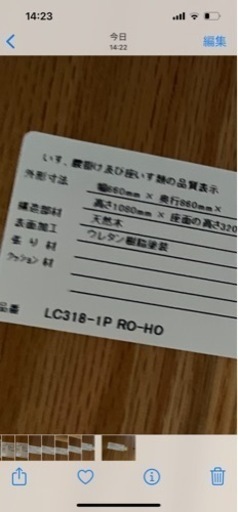 14:23
今日
14:22
編集
いす、腰掛け及び座いす類の品質表示
外形寸法 幅660mm × 奥行860mm×
高さ1080mm × 座面の高さ320
構造部材 天然木
表面加工 ウレタン樹脂塗装
張り材
クッション材
品番 LC318-1P RO-HO